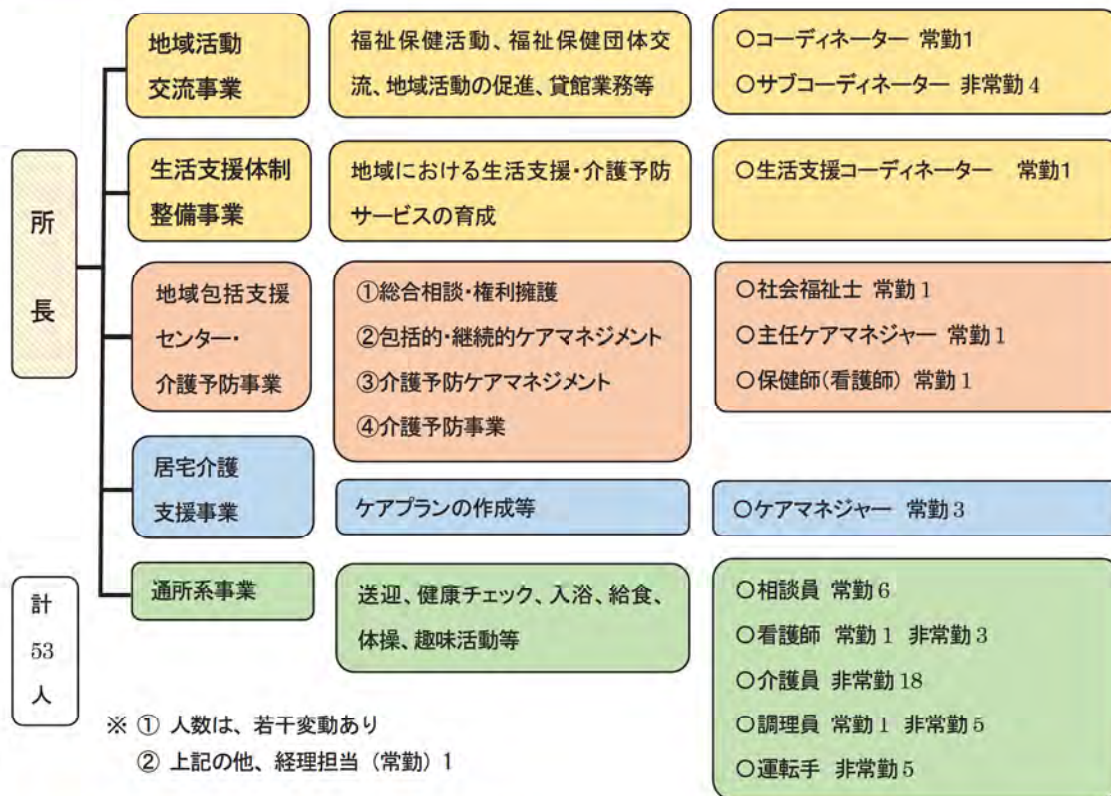 所
長
計
53
人
地域活動
交流事業
福祉保健活動、福祉保健団体交
流、地域活動の促進、貸館業務等
○コーディネーター 常勤1
○サブコーディネーター 非常勤 4
生活支援体制
整備事業
地域における生活支援・介護予防
サービスの育成
○生活支援コーディネーター 常勤1
地域包括支援
センター・
介護予防事業
①総合相談・権利擁護
②包括的・継続的ケアマネジメント
③介護予防ケアマネジメント
④介護予防事業
○社会福祉士 常勤 1
○主任ケアマネジャー 常勤 1
○保健師(看護師) 常勤 1
居宅介護
支援事業
ケアプランの作成等
○ケアマネジャー 常勤 3
通所系事業
送迎、健康チェック、入浴、給食、
体操、趣味活動等
○相談員 常勤 6
○看護師 常勤 1 非常勤 3
○介護員 非常勤 18
○調理員 常勤 1 非常勤 5
○運転手 非常勤 5
※ ① 人数は、若干変動あり
② 上記の他、経理担当（常勤）1